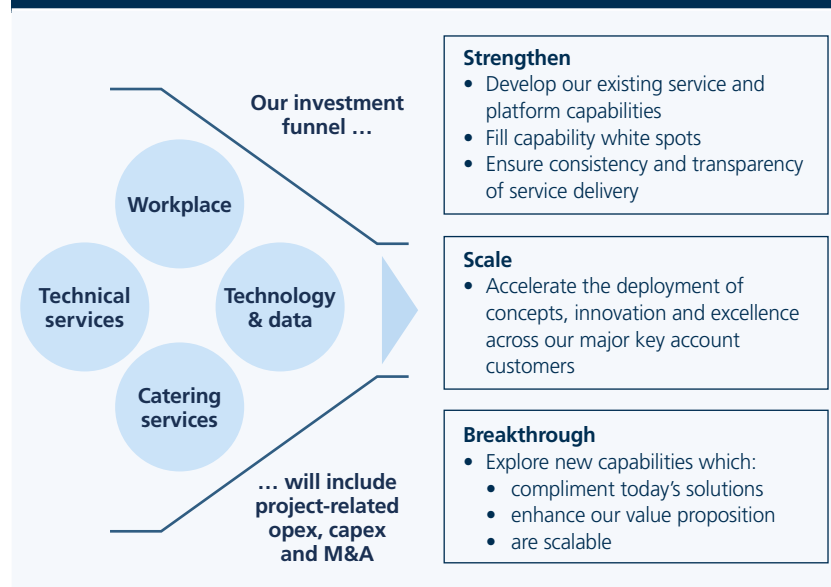 Our investment
funnel …
Workplace
Technical
services
Technology
& data
Catering
services
… will include
project-related
opex, capex
and M&A
Strengthen
• Develop our existing service and
platform capabilities
• Fill capability white spots
• Ensure consistency and transparency
of service delivery
Scale
• Accelerate the deployment of
concepts, innovation and excellence
across our major key account
customers
Breakthrough
• Explore new capabilities which:
• compliment today’s solutions
• enhance our value proposition
• are scalable